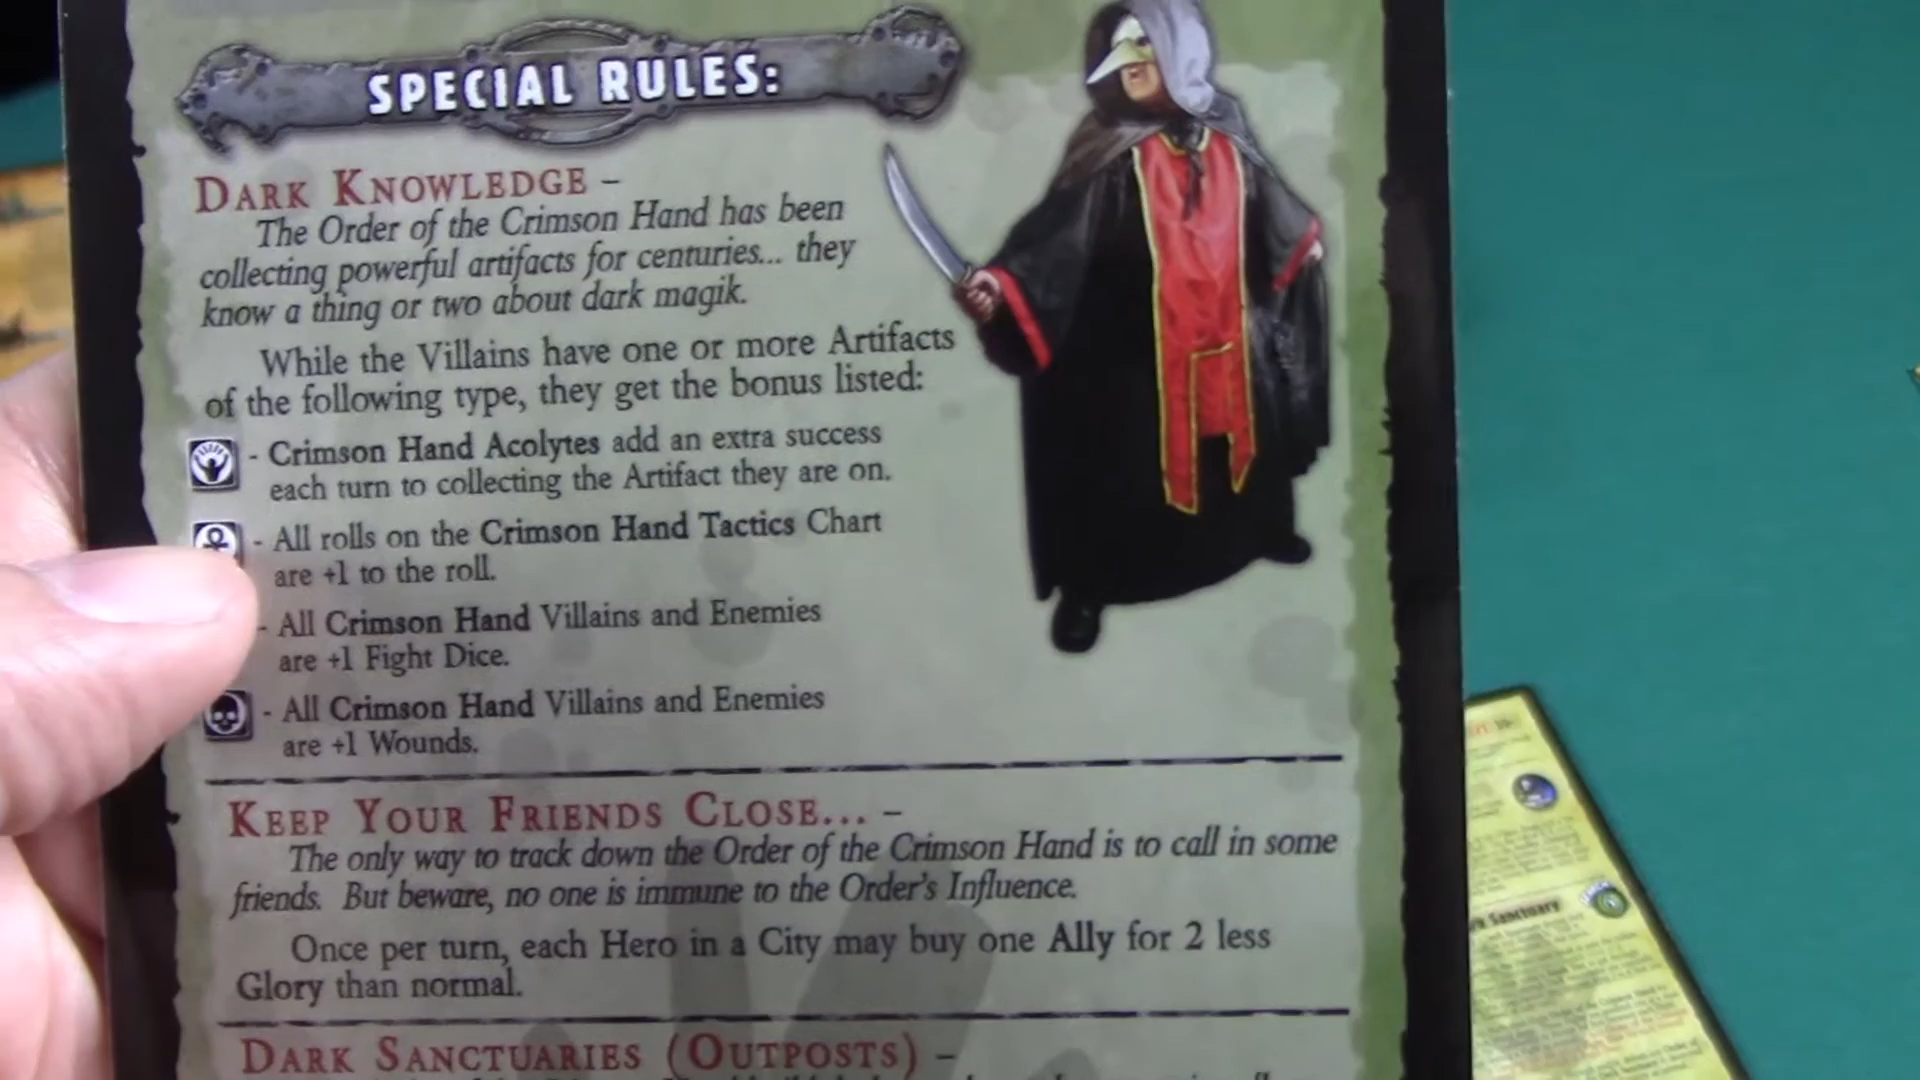 SPECIAL RULES:
DARK KNOWLEDGE –
The Order of the Crimson Hand has been
collecting powerful artifacts for centuries... they
know a thing or two about dark magik.
While the Villains have one or more Artifacts
of the following type, they get the bonus listed:
- Crimson Hand Acolytes add an extra success
each turn to collecting the Artifact they are on.
- All rolls on the Crimson Hand Tactics Chart
are +1 to the roll.
- All Crimson Hand Villains and Enemies
are +1 Fight Dice.
- All Crimson Hand Villains and Enemies
are +1 Wounds.
KEEP YOUR FRIENDS CLOSE... –
The only way to track down the Order of the Crimson Hand is to call in some
friends. But beware, no one is immune to the Order's Influence.
Once per turn, each Hero in a City may buy one Ally for 2 less
Glory than normal.
DARK SANCTUARIES (OUTPOSTS) –
Sanctuary